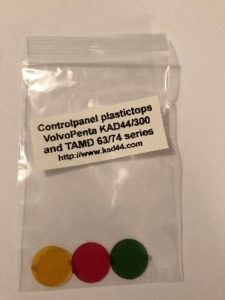 Controlpanel plastictops
VolvoPenta KAD44/300
and TAMD 63/74 series
http://www.kad44.com